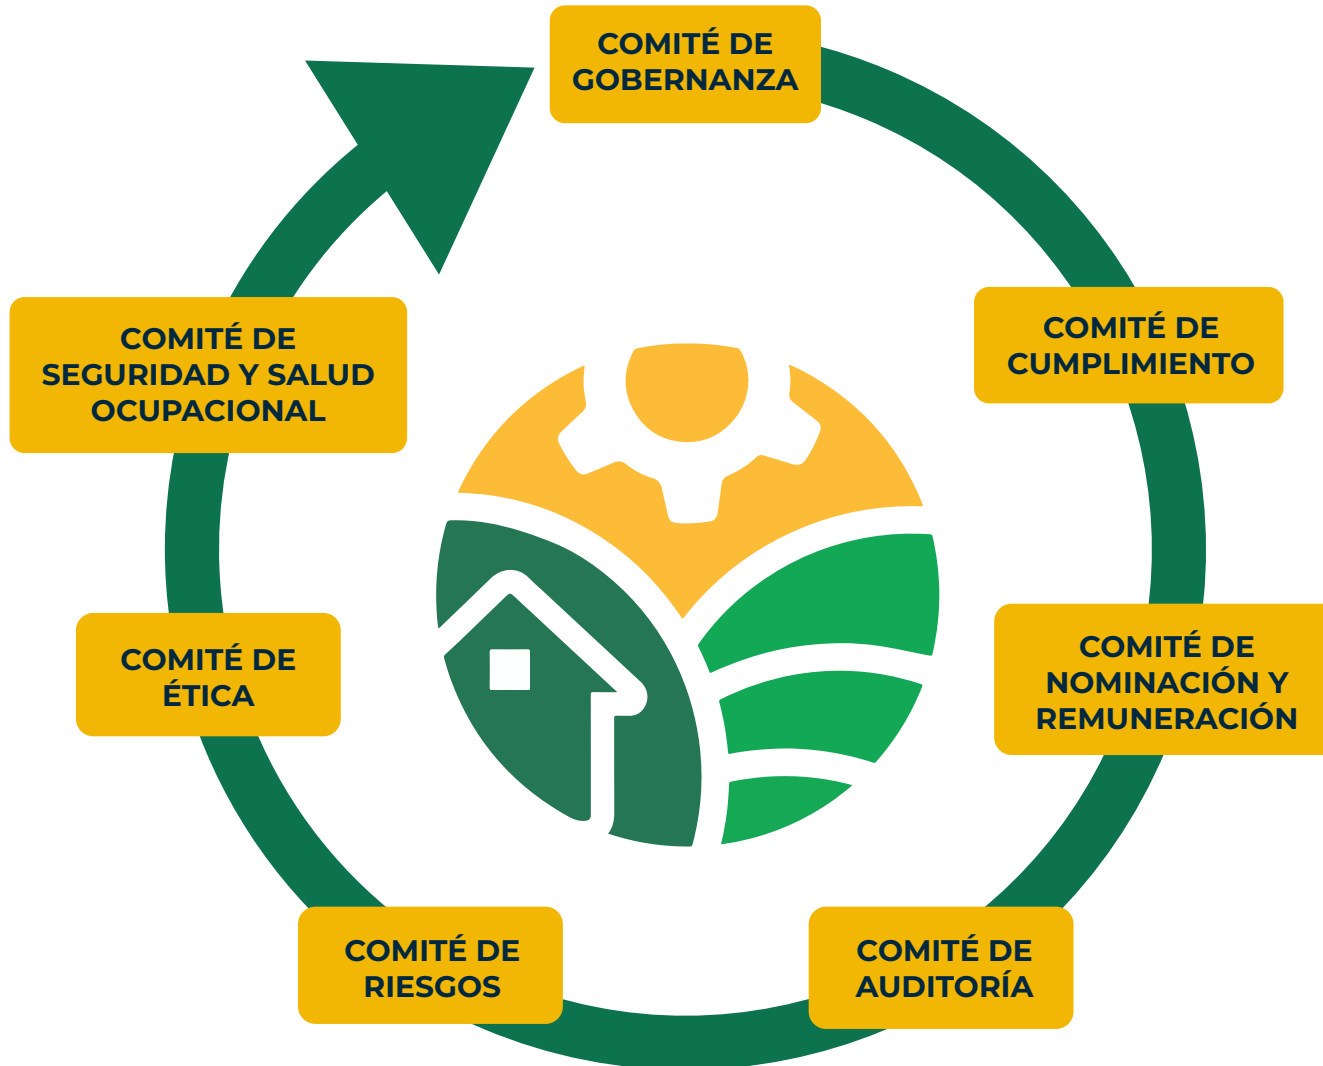 COMITÉ DE
GOBERNANZA
COMITÉ DE
CUMPLIMIENTO
COMITÉ DE
NOMINACIÓN Y
REMUNERACIÓN
COMITÉ DE
AUDITORÍA
COMITÉ DE
RIESGOS
COMITÉ DE
ÉTICA
COMITÉ DE
SEGURIDAD Y SALUD
OCUPACIONAL